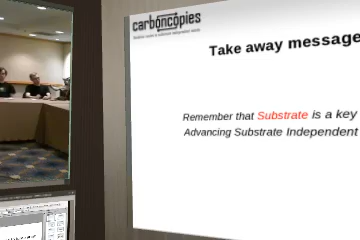 carboncopies
Take away message
Remember that Substrate is a key
Advancing Substrate Independent